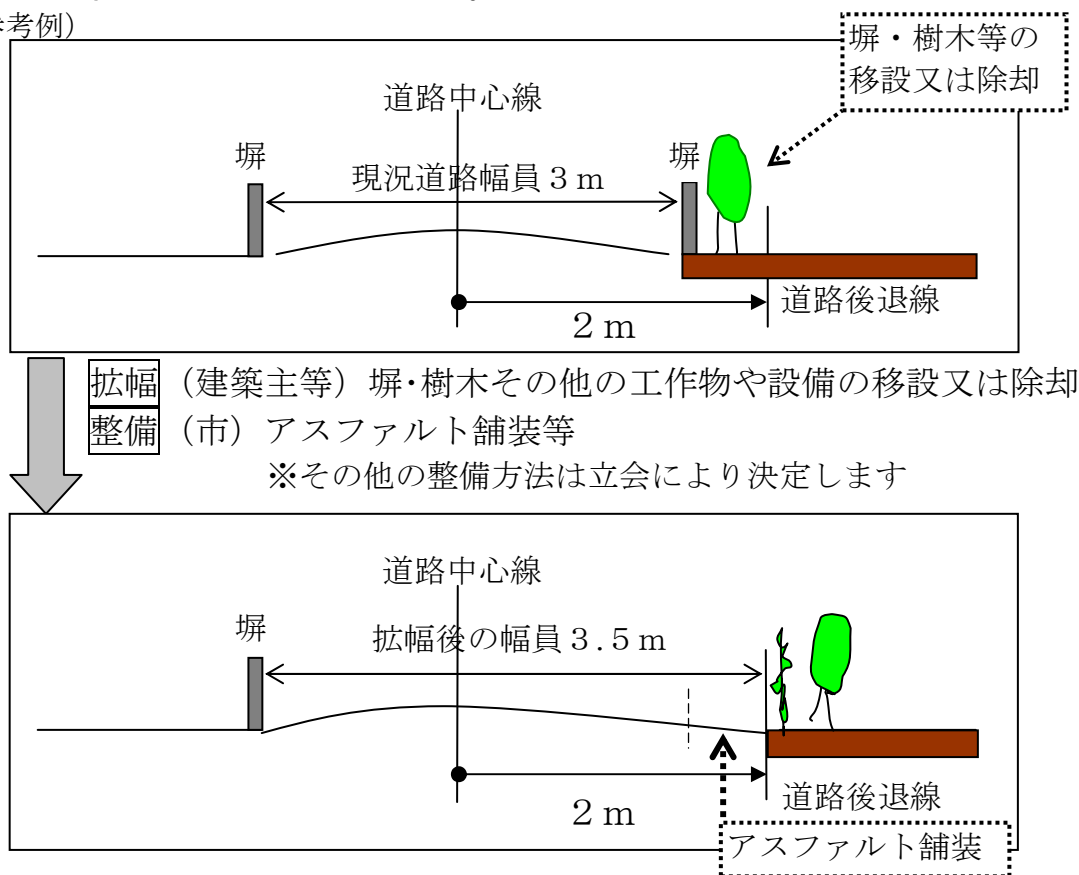 考例）
塀・樹木等の
移設又は除却
道路中心線
塀
塀
現況道路幅員３ｍ
道路後退線
２ｍ
拡幅（建築主等）塀・樹木その他の工作物や設備の移設又は除却
整備（市）アスファルト舗装等
※その他の整備方法は立会により決定します
道路中心線
塀
拡幅後の幅員３.５ｍ
道路後退線
２ｍ
アスファルト舗装